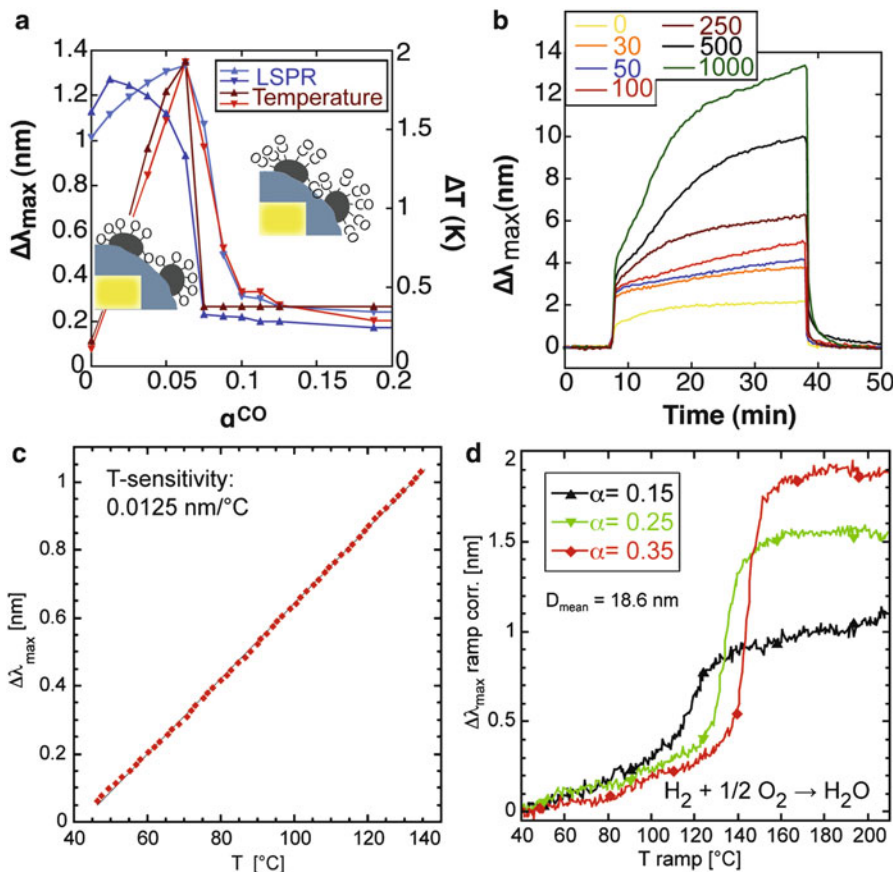 a
1.4
1.2
1
0.8
0.6
0.4
0.2
0
Δλmax (nm)
2
1.5
1
0.5
0
ΔT (K)
LSPR
Temperature
0 0.05 0.1 0.15 0.2
αCO
b
0 250
30 500
50 1000
100
14
12
10
8
6
4
2
0
Δλmax(nm)
0 10 20 30 40 50
Time (min)
c
T-sensitivity:
0.0125 nm/°C
1
0.8
0.6
0.4
0.2
0
Δλmax [nm]
40 60 80 100 120 140
T [°C]
d
α= 0.15
α= 0.25
α= 0.35
Dmean = 18.6 nm
H2 + 1/2 O2 → H2O
2
1.5
1
0.5
0
Δλmax ramp corr. [nm]
40 60 80 100 120 140 160 180 200
T ramp [°C]